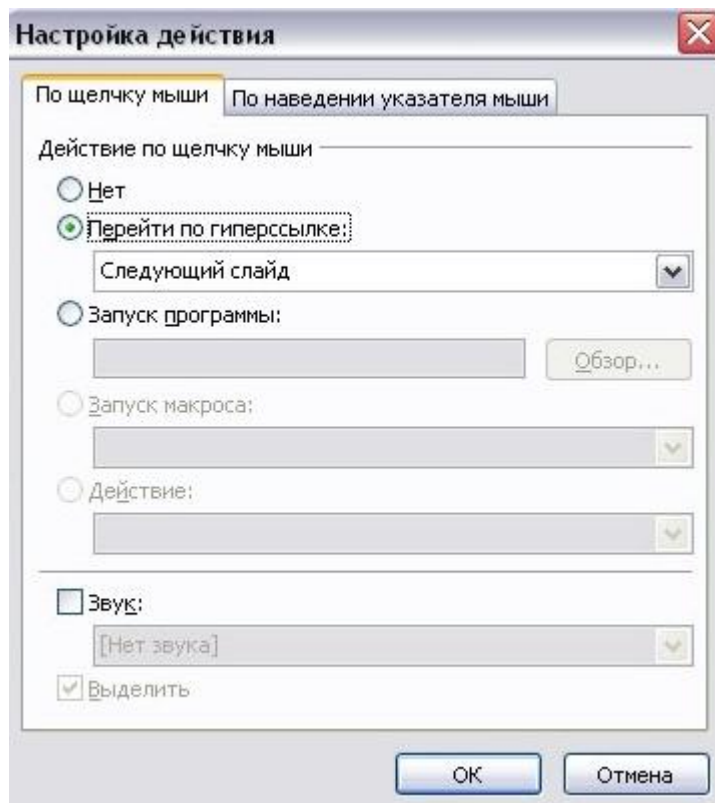 Настройка действия
По щелчку мыши
По наведении указателя мыши
Действие по щелчку мыши
Нет
Перейти по гиперссылке:
Следующий слайд
Запуск программы:
Обзор...
Запуск макроса:
Действие:
Звук:
[Нет звука]
Выделить
ОК
Отмена